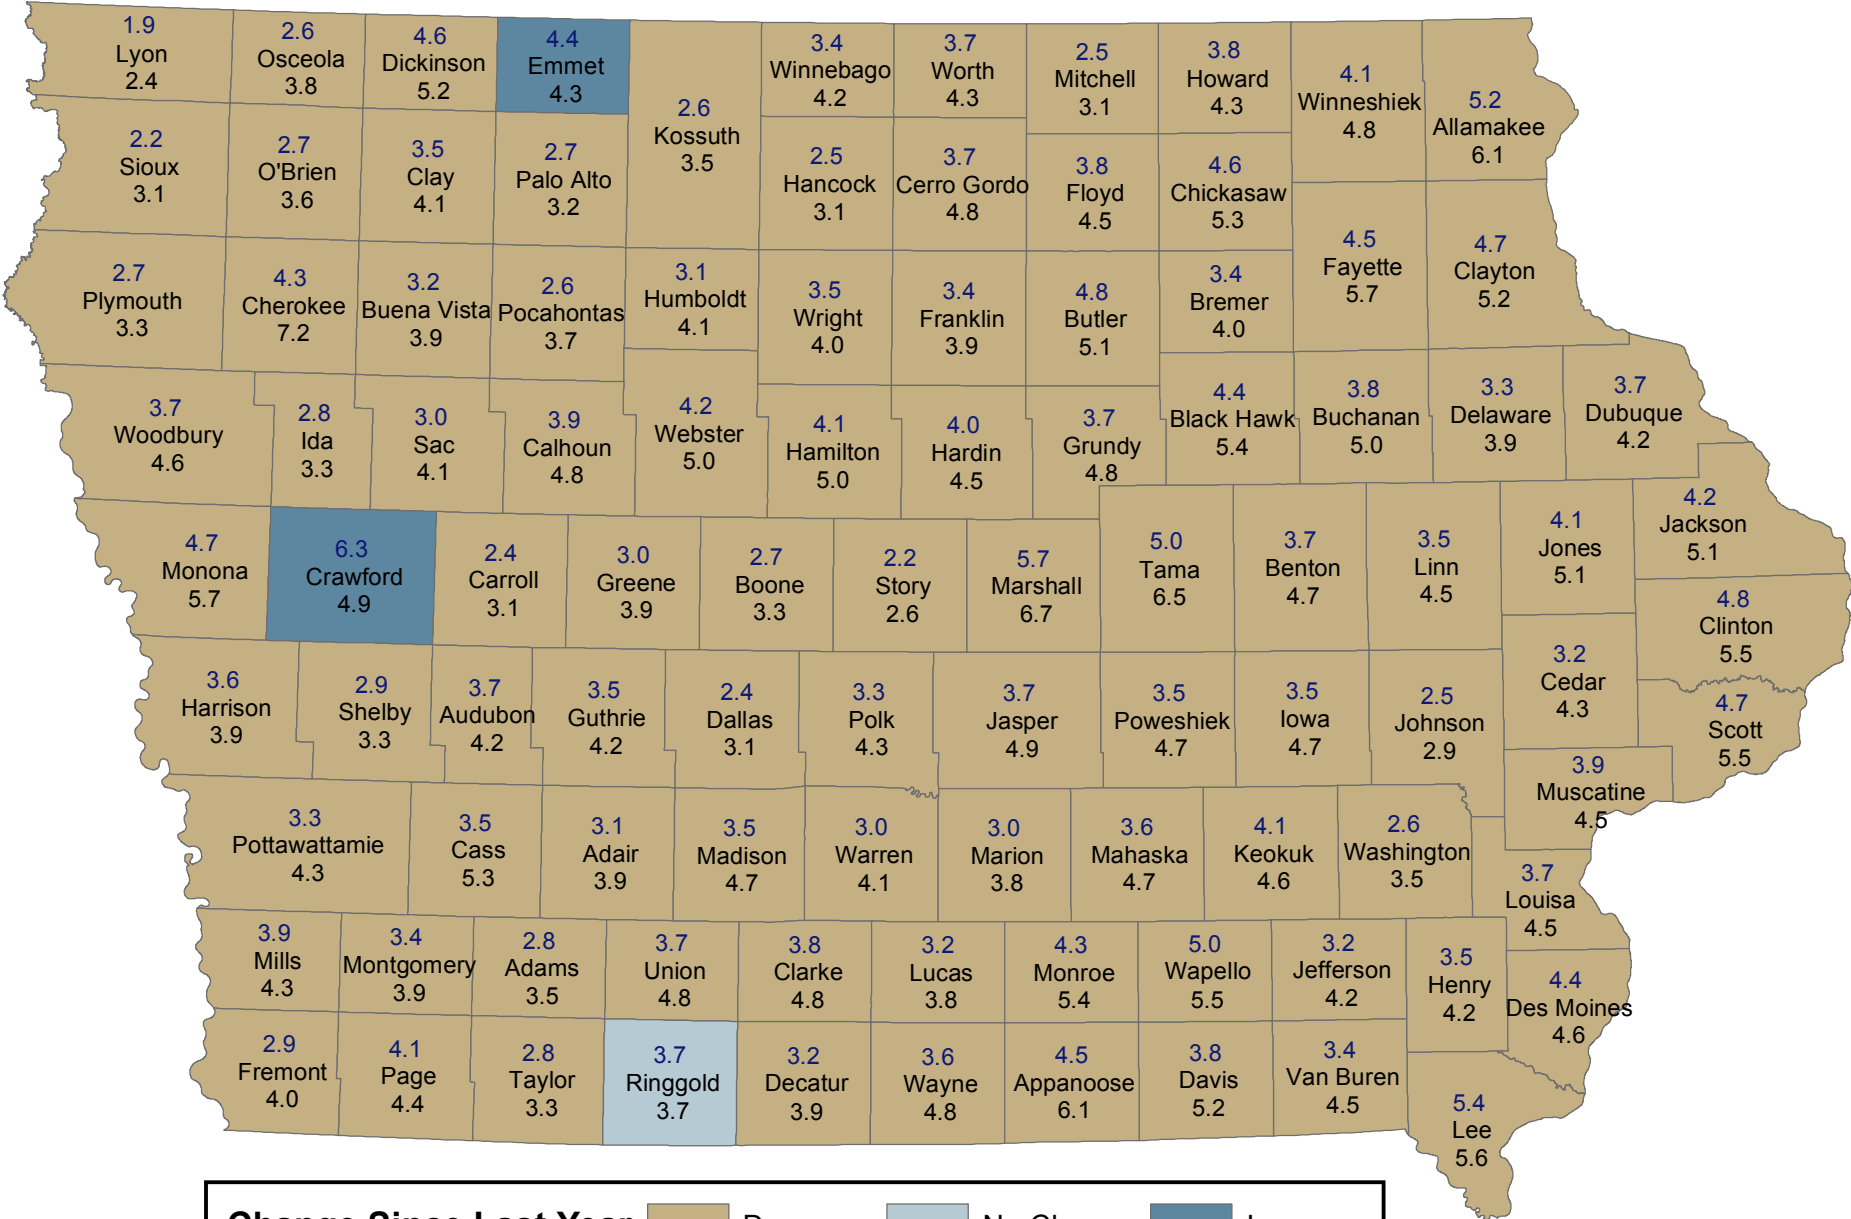 1.9
Lyon
2.4
2.6
Osceola
3.8
4.6
Dickinson
5.2
4.4
Emmet
4.3
2.6
Kossuth
3.5
3.4
Winnebago
4.2
3.7
Worth
4.3
2.5
Mitchell
3.1
3.8
Howard
4.3
4.1
Winneshiek
4.8
5.2
Allamakee
6.1
2.2
Sioux
3.1
2.7
O'Brien
3.6
3.5
Clay
4.1
2.7
Palo Alto
3.2
2.5
Hancock
3.1
3.7
Cerro Gordo
4.8
3.8
Floyd
4.5
4.6
Chickasaw
5.3
4.5
Fayette
5.7
4.7
Clayton
5.2
2.7
Plymouth
3.3
4.3
Cherokee
7.2
3.2
Buena Vista
3.9
2.6
Pocahontas
3.7
3.1
Humboldt
4.1
3.5
Wright
4.0
3.4
Franklin
3.9
4.8
Butler
5.1
3.4
Bremer
4.0
3.7
Woodbury
4.6
2.8
Ida
3.3
3.0
Sac
4.1
3.9
Calhoun
4.8
4.2
Webster
5.0
4.1
Hamilton
5.0
4.0
Hardin
4.5
3.7
Grundy
4.8
4.4
Black Hawk
5.4
3.8
Buchanan
5.0
3.3
Delaware
3.9
3.7
Dubuque
4.2
4.7
Monona
5.7
6.3
Crawford
4.9
2.4
Carroll
3.1
3.0
Greene
3.9
2.7
Boone
3.3
2.2
Story
2.6
5.7
Marshall
6.7
5.0
Tama
6.5
3.7
Benton
4.7
3.5
Linn
4.5
4.1
Jones
5.1
4.2
Jackson
5.1
4.8
Clinton
5.5
3.6
Harrison
3.9
2.9
Shelby
3.3
3.7
Audubon
4.2
3.5
Guthrie
4.2
2.4
Dallas
3.1
3.3
Polk
4.3
3.7
Jasper
4.9
3.5
Poweshiek
4.7
3.5
Iowa
4.7
2.5
Johnson
2.9
3.2
Cedar
4.3
4.7
Scott
5.5
3.9
Muscatine
4.5
3.3
Pottawattamie
4.3
3.5
Cass
5.3
3.1
Adair
3.9
3.5
Madison
4.7
3.0
Warren
4.1
3.0
Marion
3.8
3.6
Mahaska
4.7
4.1
Keokuk
4.6
2.6
Washington
3.5
3.7
Louisa
4.5
3.9
Mills
4.3
3.4
Montgomery
3.9
2.8
Adams
3.5
3.7
Union
4.8
3.8
Clarke
4.8
3.2
Lucas
3.8
4.3
Monroe
5.4
5.0
Wapello
5.5
3.2
Jefferson
4.2
3.5
Henry
4.2
4.4
Des Moines
4.6
2.9
Fremont
4.0
4.1
Page
4.4
2.8
Taylor
3.3
3.7
Ringgold
3.7
3.2
Decatur
3.9
3.6
Wayne
4.8
4.5
Appanoose
6.1
3.8
Davis
5.2
3.4
Van Buren
4.5
5.4
Lee
5.6
Change Since Last Year